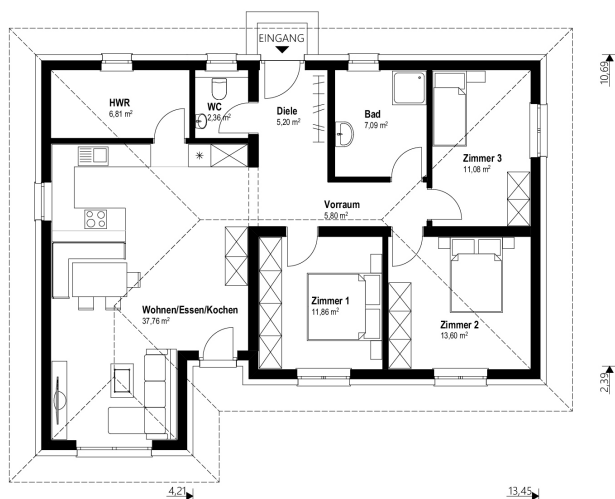 EINGANG
HWR
6,81 m²
WC
2,36 m²
Diele
5,20 m²
Bad
7,09 m²
Zimmer 3
11,08 m²
Vorraum
5,80 m²
Wohnen/Essen/Kochen
37,76 m²
Zimmer 1
11,86 m²
Zimmer 2
13,60 m²
10,69
2,39
4,21
13,45